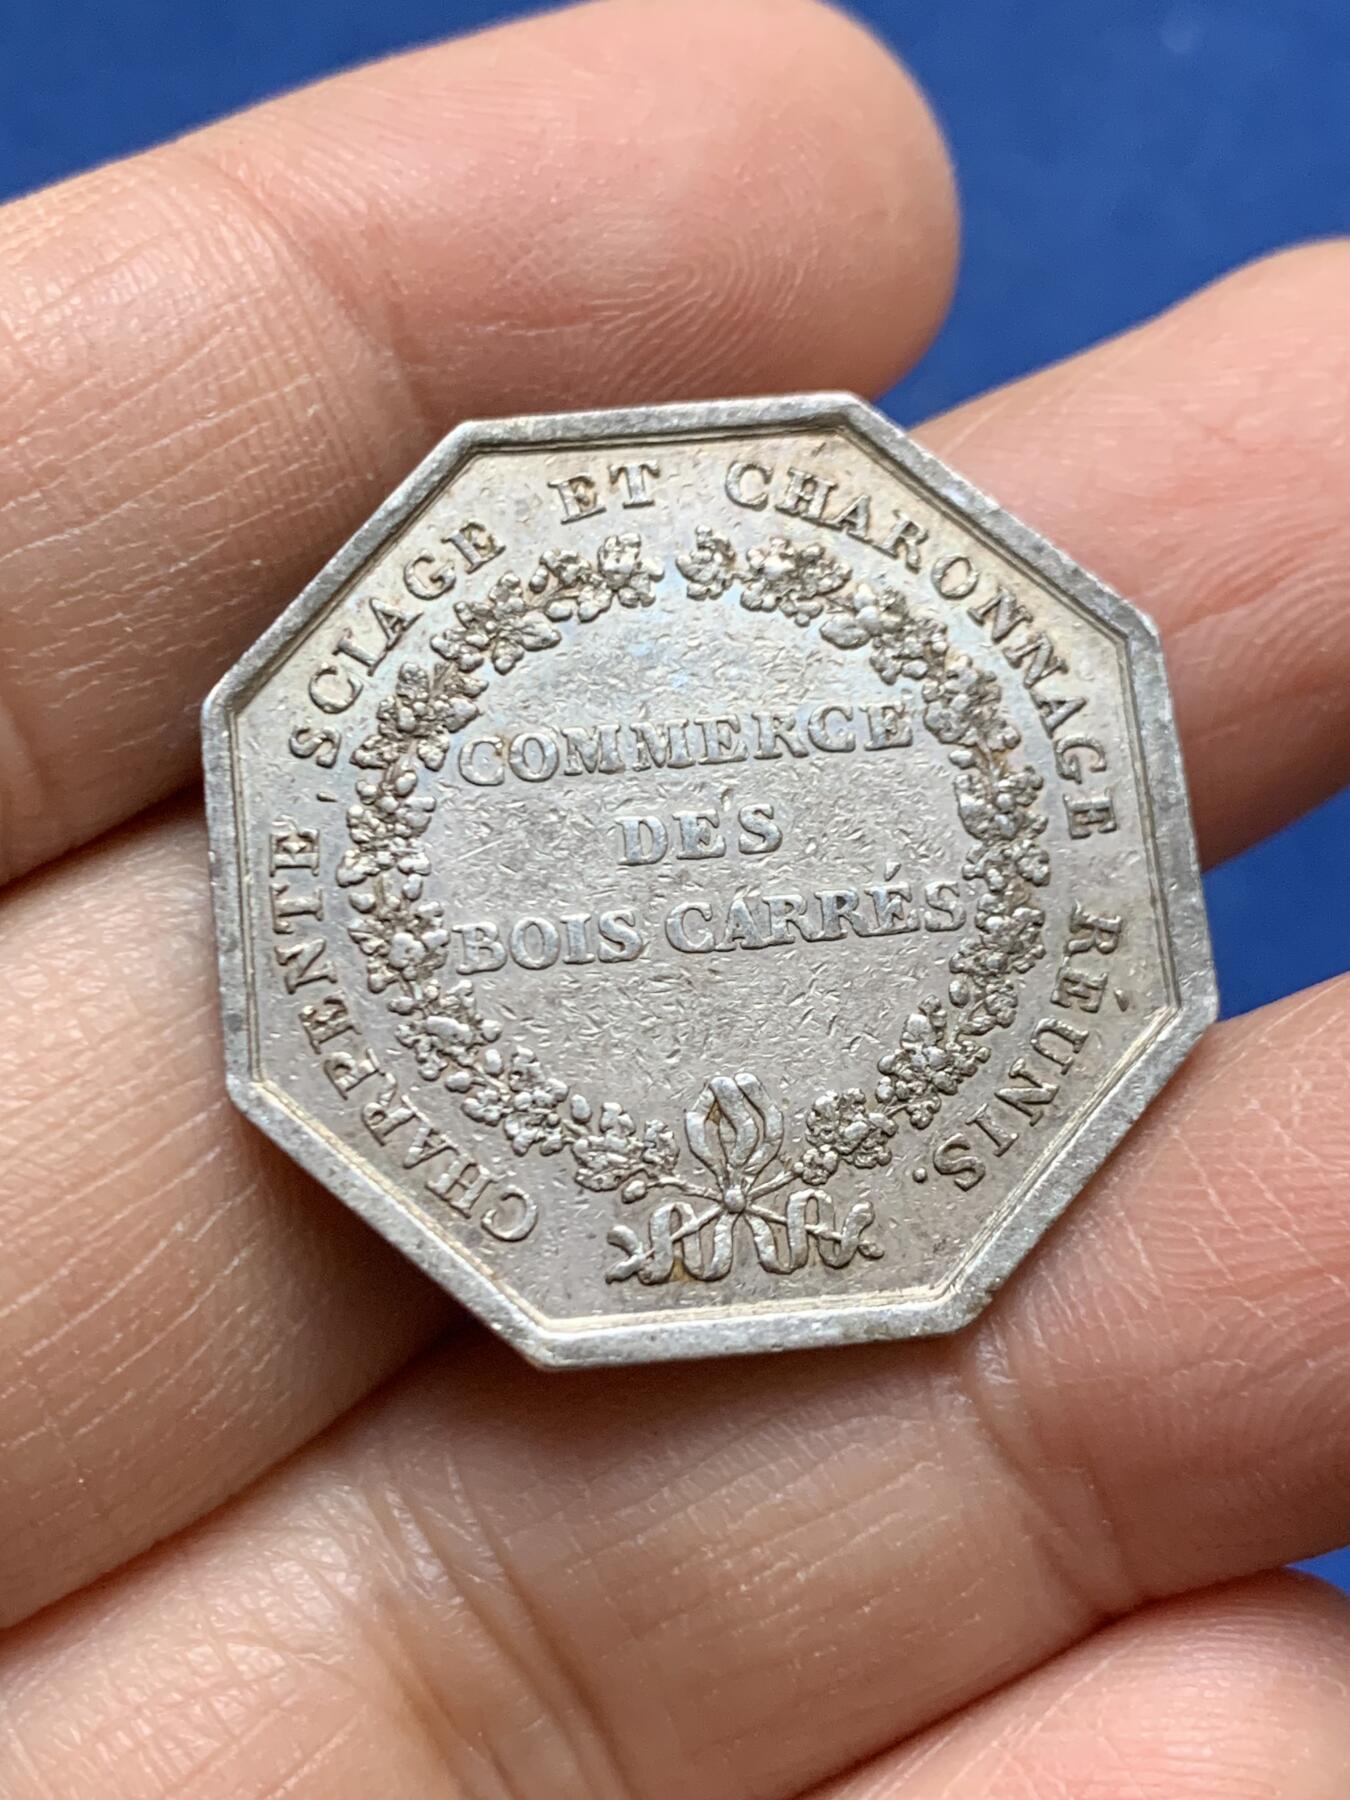 CHARPENTE SCIAGE ET CHARONNAGE RÉUNIS.
COMMERCE
DES
BOIS CARRÉS